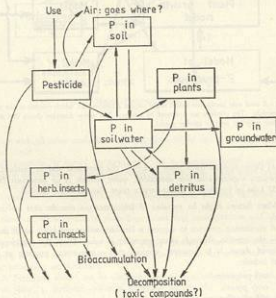 Use
Air: goes where?
P in
soil
Pesticide
P in
plants
P in
soilwater
P in
groundwater
P in
herb. insects
P in
detritus
P in
carn. insects
Bioaccumulation
Decomposition
( toxic compounds?)